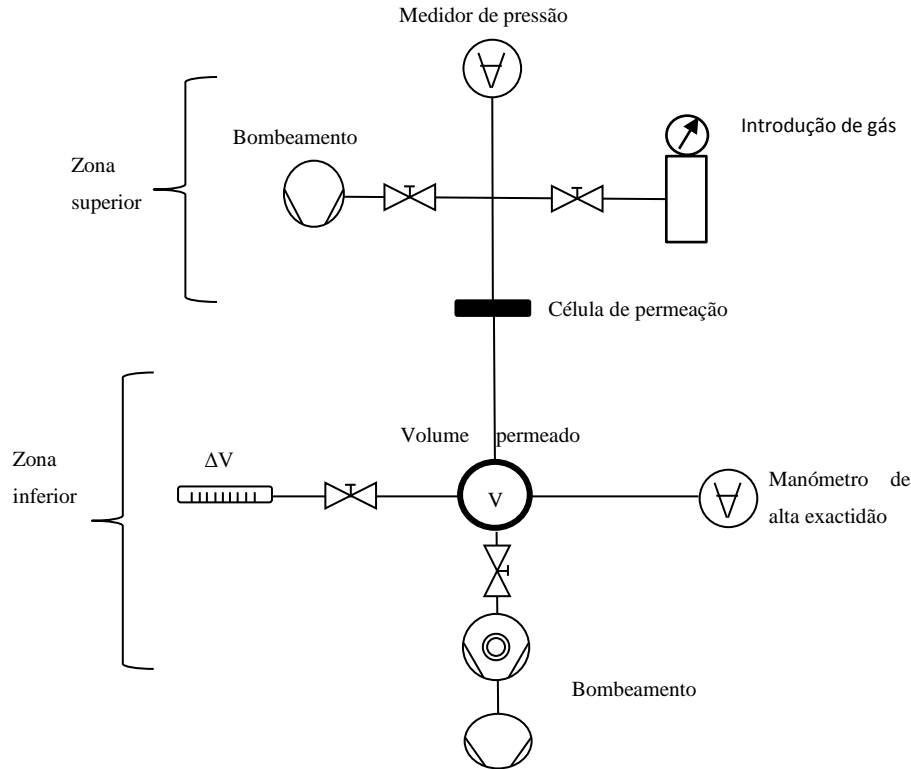 Medidor de pressão
Introdução de gás
Bombeamento
Zona
superior
Célula de permeação
Volume permeado
Zona
inferior
ΔV
V
Manómetro de
alta exactidão
Bombeamento